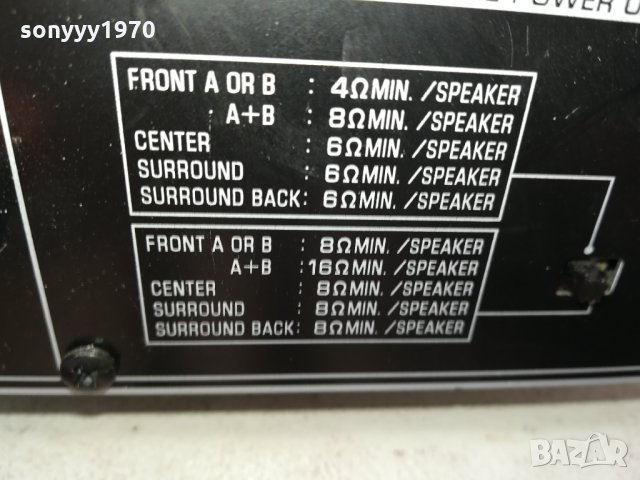 sonyyy1970
POWER
FRONT A OR B : 4ΩMIN. /SPEAKER
A+B : 8ΩMIN. /SPEAKER
CENTER : 6ΩMIN. /SPEAKER
SURROUND : 6ΩMIN. /SPEAKER
SURROUND BACK: 6ΩMIN. /SPEAKER
FRONT A OR B : 8ΩMIN. /SPEAKER
A+B :16ΩMIN. /SPEAKER
CENTER : 8ΩMIN. /SPEAKER
SURROUND : 8ΩMIN. /SPEAKER
SURROUND BACK: 8ΩMIN. /SPEAKER
BAZAR